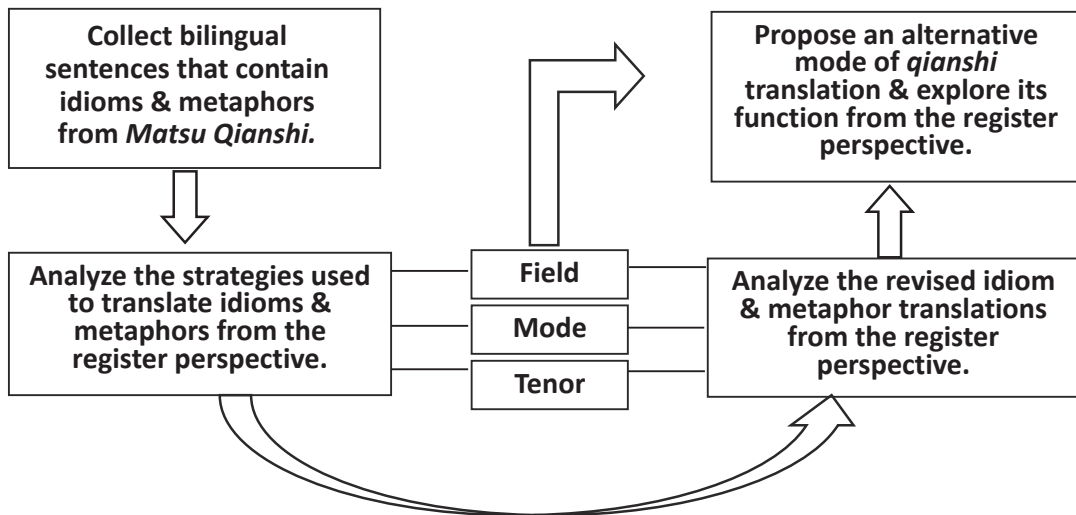 Collect bilingual
sentences that contain
idioms & metaphors
from Matsu Qianshi.
Propose an alternative
mode of qianshi
translation & explore its
function from the register
perspective.
Analyze the strategies used
to translate idioms &
metaphors from the
register perspective.
Field
Mode
Tenor
Analyze the revised idiom
& metaphor translations
from the register
perspective.